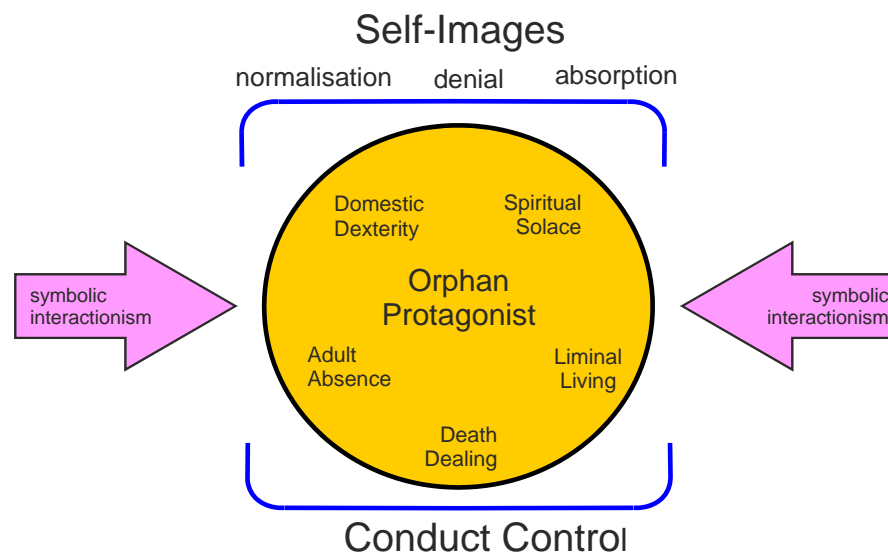 Self-Images
normalisation denial absorption
Domestic
Dexterity
Spiritual
Solace
symbolic
interactionism
Orphan
Protagonist
symbolic
interactionism
Adult
Absence
Liminal
Living
Death
Dealing
Conduct Control